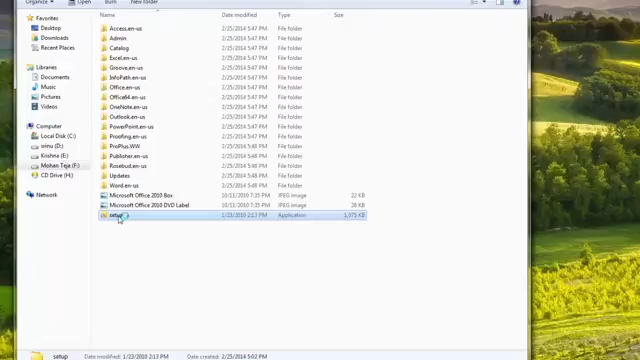 Organize Open Burn New folder
Name Date modified Type Size
Favorites
Desktop
Downloads
Recent Places
Libraries
Documents
Music
Pictures
Videos
Computer
Local Disk (C:)
srinu (D:)
Krishna (E:)
Mohan Teja (F:)
CD Drive (H:)
Network
Access.en-us 2/25/2014 5:47 PM File folder
Admin 2/25/2014 5:47 PM File folder
Catalog 2/25/2014 5:47 PM File folder
Excel.en-us 2/25/2014 5:47 PM File folder
Groove.en-us 2/25/2014 5:47 PM File folder
InfoPath.en-us 2/25/2014 5:47 PM File folder
Office.en-us 2/25/2014 5:47 PM File folder
Office64.en-us 2/25/2014 5:47 PM File folder
OneNote.en-us 2/25/2014 5:47 PM File folder
Outlook.en-us 2/25/2014 5:47 PM File folder
PowerPoint.en-us 2/25/2014 5:47 PM File folder
Proofing.en-us 2/25/2014 5:47 PM File folder
ProPlus.WW 2/25/2014 5:48 PM File folder
Publisher.en-us 2/25/2014 5:48 PM File folder
Rosebud.en-us 2/25/2014 5:48 PM File folder
Updates 2/25/2014 5:48 PM File folder
Word.en-us 2/25/2014 5:48 PM File folder
Microsoft Office 2010 Box 10/11/2010 7:35 PM JPEG image 22 KB
Microsoft Office 2010 DVD Label 10/11/2010 7:35 PM JPEG image 28 KB
setup 1/23/2010 2:13 PM Application 1,075 KB
setup Date modified: 1/23/2010 2:13 PM Date created: 2/25/2014 5:02 PM